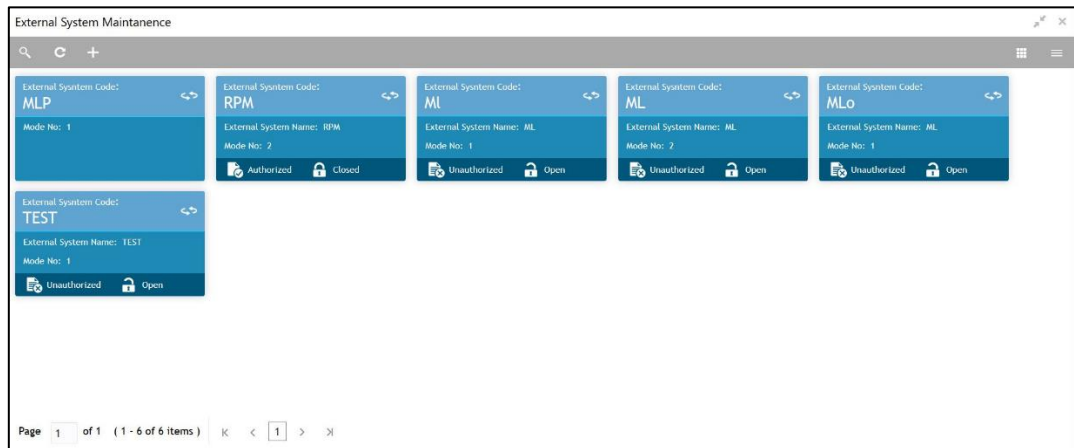 External System Maintanence
External Sysntem Code:
MLP
Mode No: 1
External Sysntem Code:
RPM
External System Name: RPM
Mode No: 2
Authorized Closed
External Sysntem Code:
Ml
External System Name: ML
Mode No: 1
Unauthorized Open
External Sysntem Code:
ML
External System Name: ML
Mode No: 2
Unauthorized Open
External Sysntem Code:
MLo
External System Name: ML
Mode No: 1
Unauthorized Open
External Sysntem Code:
TEST
External System Name: TEST
Mode No: 1
Unauthorized Open
Page 1 of 1 ( 1 - 6 of 6 items ) 1